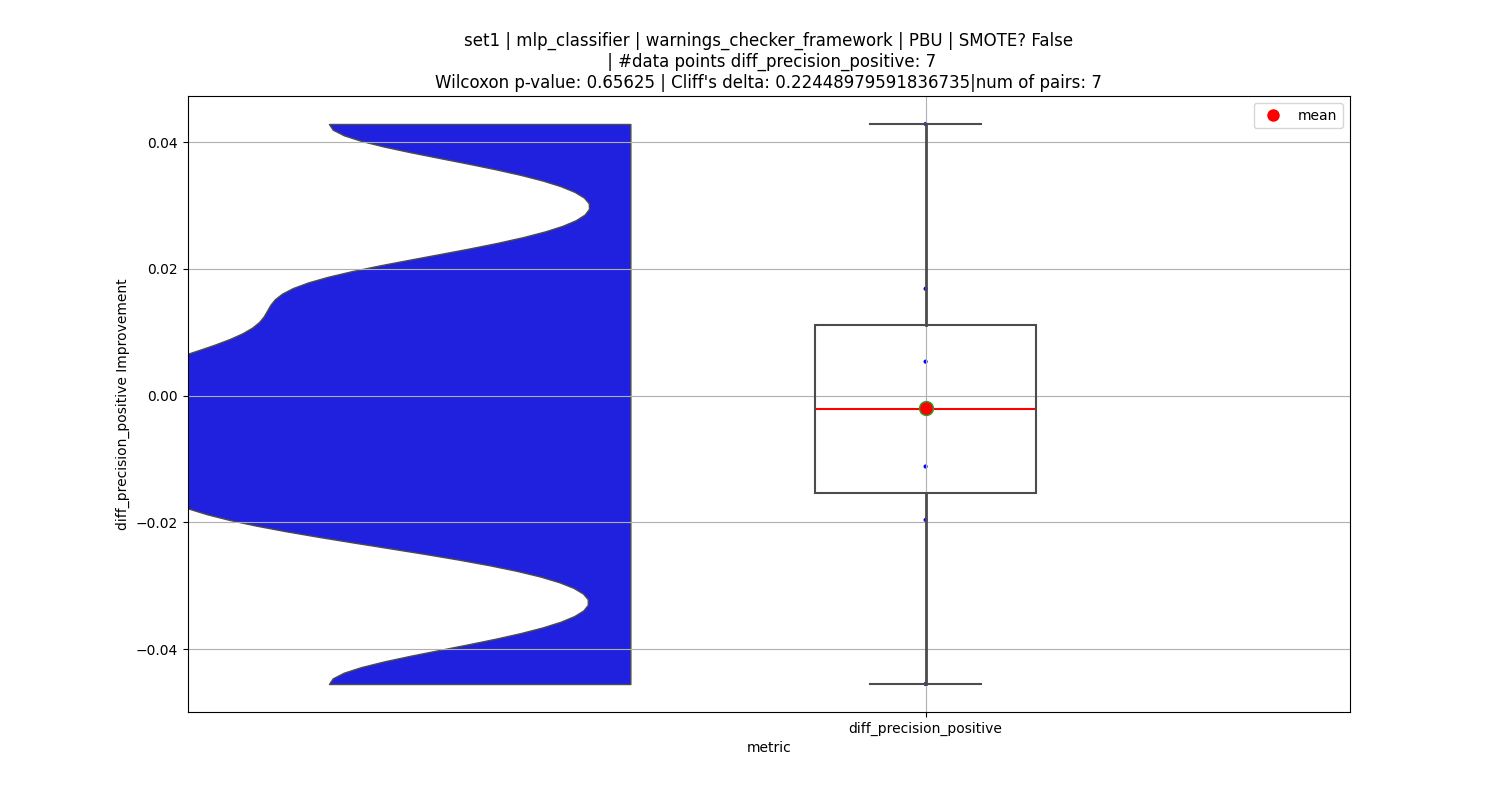 set1 | mlp_classifier | warnings_checker_framework | PBU | SMOTE? False
| #data points diff_precision_positive: 7
Wilcoxon p-value: 0.65625 | Cliff's delta: 0.22448979591836735|num of pairs: 7
mean
0.04
0.02
0.00
−0.02
−0.04
diff_precision_positive Improvement
diff_precision_positive
metric